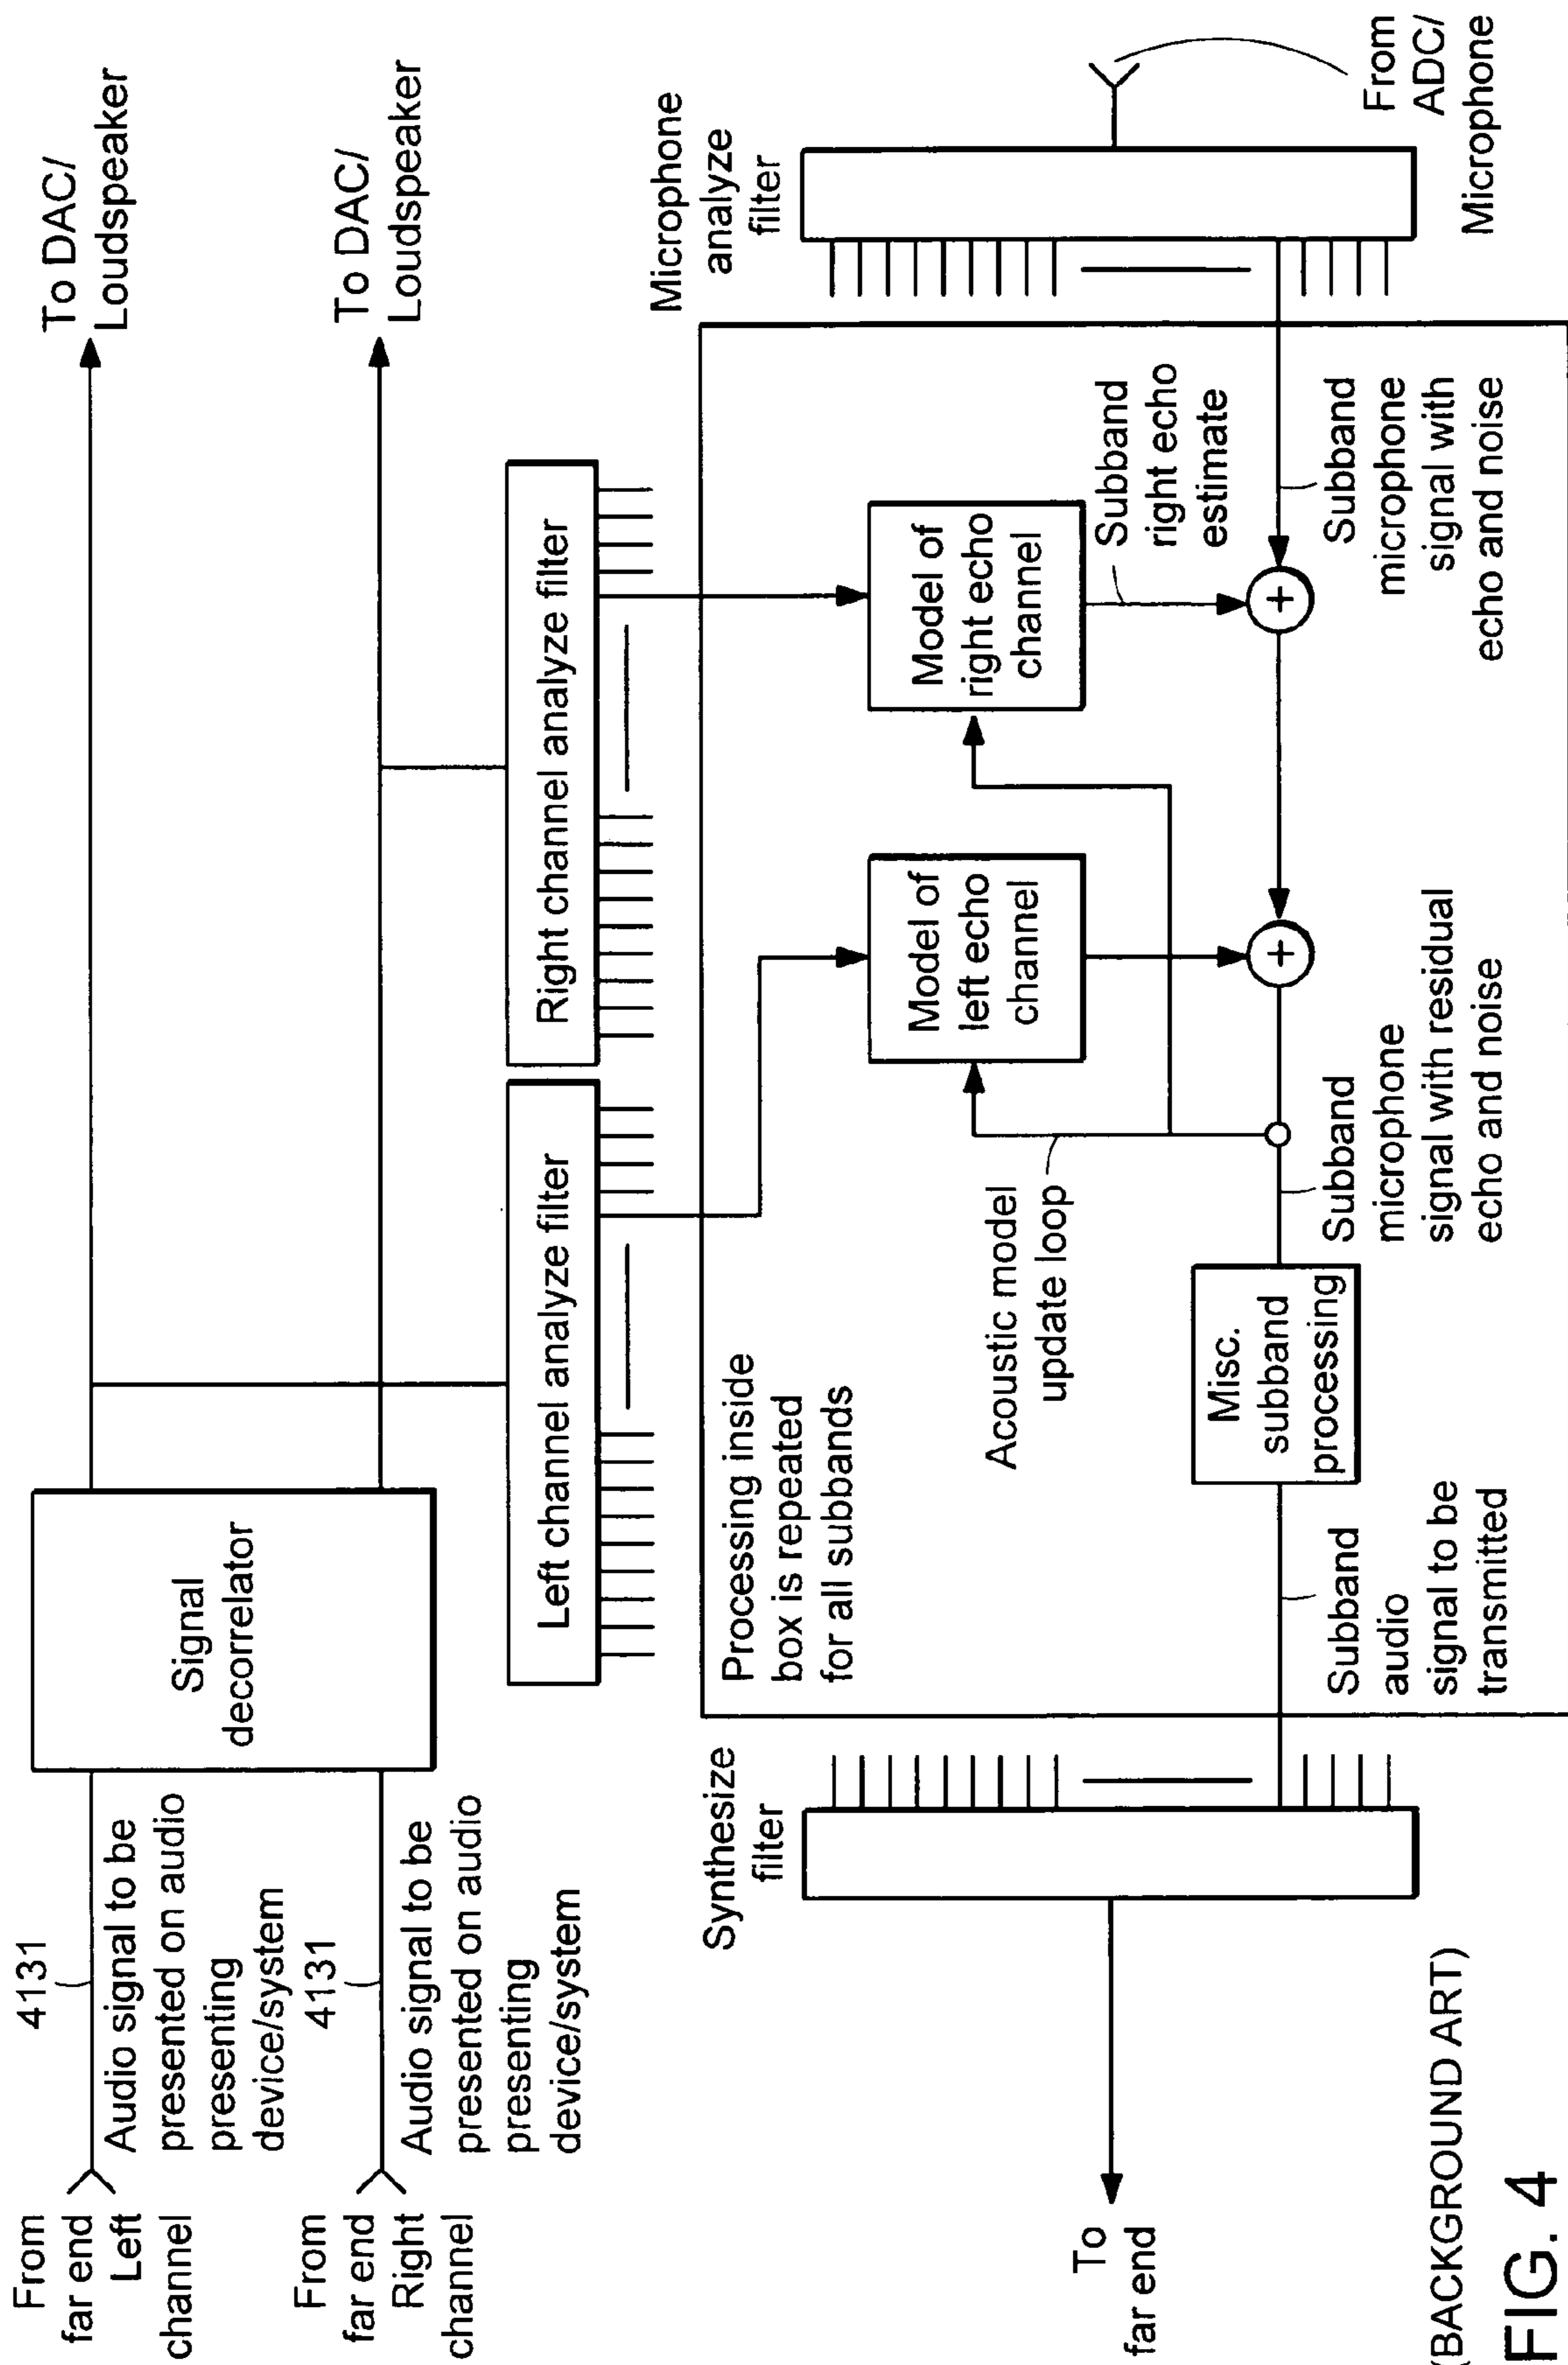 From
far end
Left
channel
4131
Audio signal to be
presented on audio
presenting
device/system
From
far end
Right
channel
4131
Audio signal to be
presented on audio
presenting
device/system
Signal
decorrelator
To DAC/
Loudspeaker
To DAC/
Loudspeaker
Left channel analyze filter
Right channel analyze filter
Microphone
analyze
filter
Processing inside
box is repeated
for all subbands
Model of
left echo
channel
Model of
right echo
channel
Subband
right echo
estimate
Acoustic model
update loop
Synthesize
filter
To
far end
Misc.
subband
processing
+
+
From
ADC/
Microphone
Microphone
Subband
audio
signal to be
transmitted
Subband
microphone
signal with residual
echo and noise
Subband
microphone
signal with
echo and noise
(BACKGROUND ART)
FIG. 4